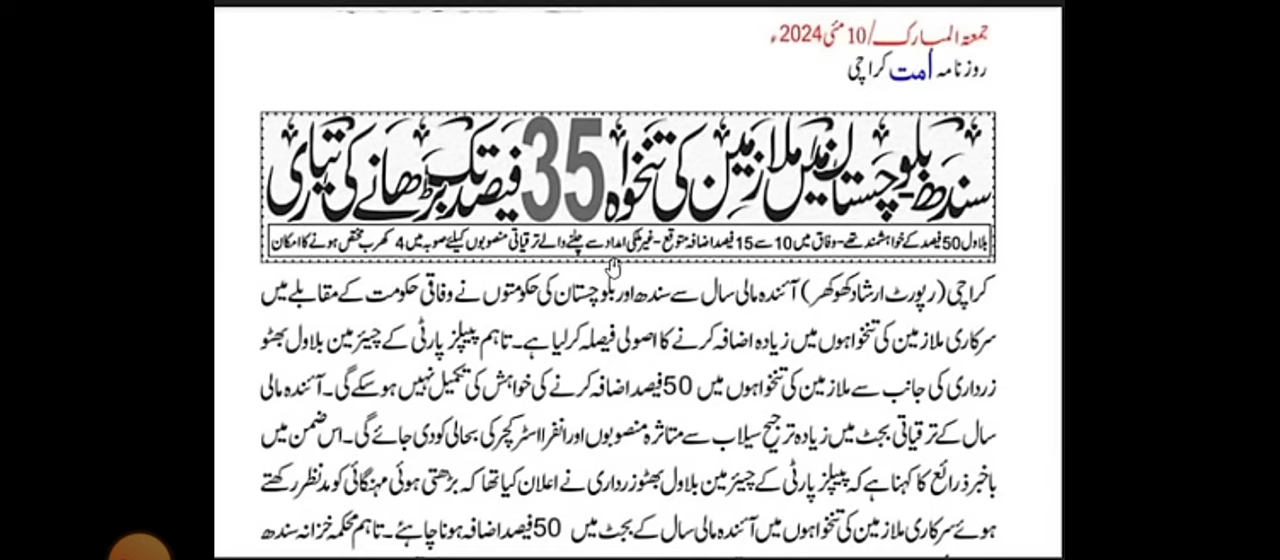 جمعۃ المبارک/10 مئی 2024ء
روزنامہ اُمت کراچی
سندھ۔بلوچستان میں ملازمین کی تنخواہ 35 فیصد تک بڑھانے کی تیاری
بلاول 50 فیصد کے خواہشمند تھے-وفاق میں 10 سے 15 فیصد اضافہ متوقع-غیر ملکی امداد سے چلنے والے ترقیاتی منصوبوں کیلئے صوبہ میں 4 کھرب مختص ہونے کا امکان
کراچی (رپورٹ ارشاد کھوکھر) آئندہ مالی سال سے سندھ اور بلوچستان کی حکومتوں نے وفاقی حکومت کے مقابلے میں
سرکاری ملازمین کی تنخواہوں میں زیادہ اضافہ کرنے کا اصولی فیصلہ کرلیا ہے۔ تاہم پیپلز پارٹی کے چیئرمین بلاول بھٹو
زرداری کی جانب سے ملازمین کی تنخواہوں میں 50 فیصد اضافہ کرنے کی خواہش کی تکمیل نہیں ہو سکے گی۔ آئندہ مالی
سال کے ترقیاتی بجٹ میں زیادہ ترجیح سیلاب سے متاثرہ منصوبوں اور انفرااسٹرکچر کی بحالی کو دی جائے گی۔ اس ضمن میں
باخبر ذرائع کا کہنا ہے کہ پیپلز پارٹی کے چیئرمین بلاول بھٹو زرداری نے اعلان کیا تھا کہ بڑھتی ہوئی مہنگائی کو مدنظر رکھتے
ہوئے سرکاری ملازمین کی تنخواہوں میں آئندہ مالی سال کے بجٹ میں 50 فیصد اضافہ ہونا چاہئے۔ تاہم محکمہ خزانہ سندھ